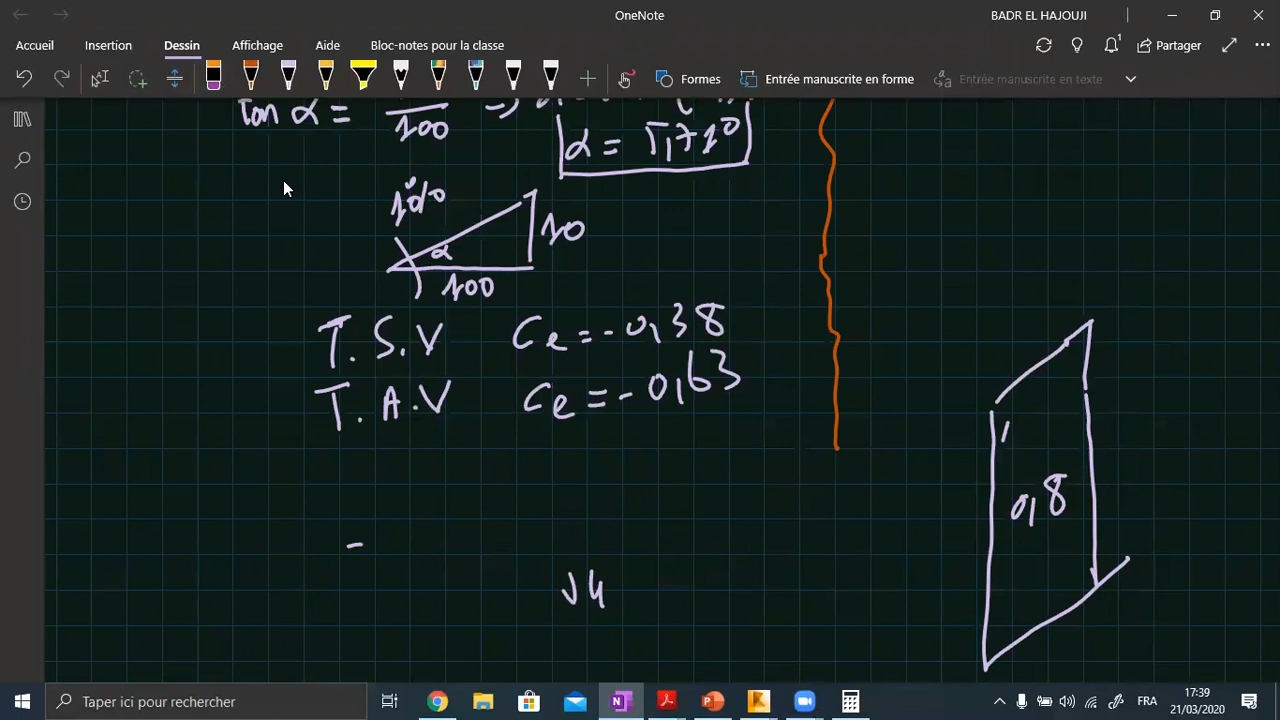 OneNote
BADR EL HAJOUJI
Accueil Insertion Dessin Affichage Aide Bloc-notes pour la classe
Partager
Formes
Entrée manuscrite en forme
Entrée manuscrite en texte
tan α = /100 =>
α = 5,71°
10%
α
10
100
T.S.V Ce = -0,38
T.A.V Ce = -0,63
0,8
-
Taper ici pour rechercher
FRA
17:39
21/03/2020